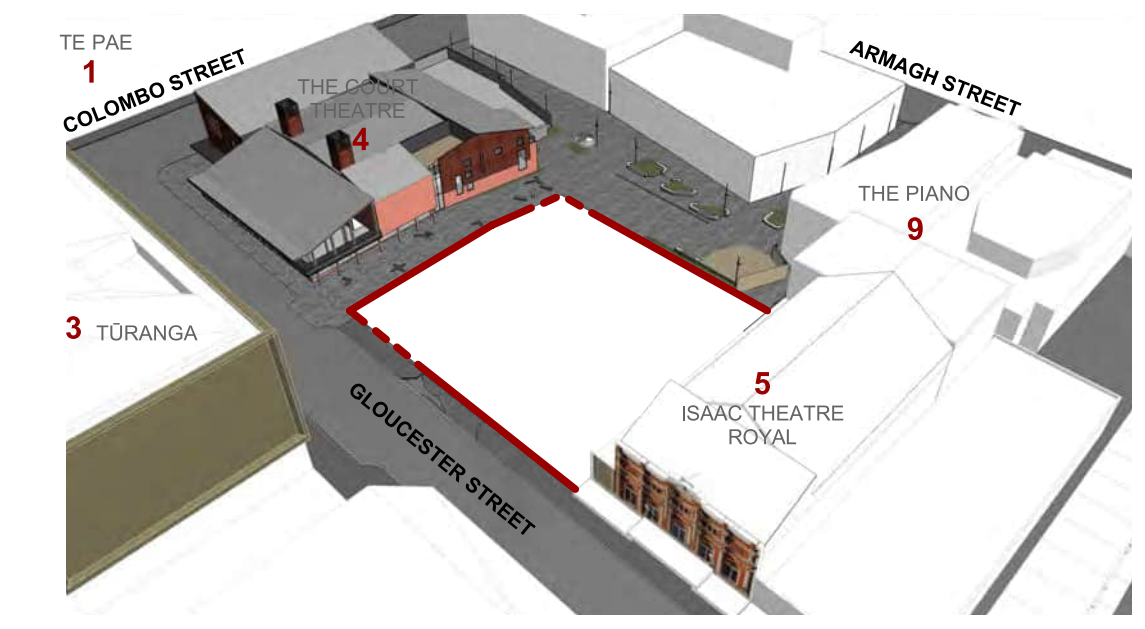 TE PAE
1
COLOMBO STREET
THE COURT
THEATRE
4
ARMAGH STREET
THE PIANO
9
3 TŪRANGA
5
ISAAC THEATRE
ROYAL
GLOUCESTER STREET